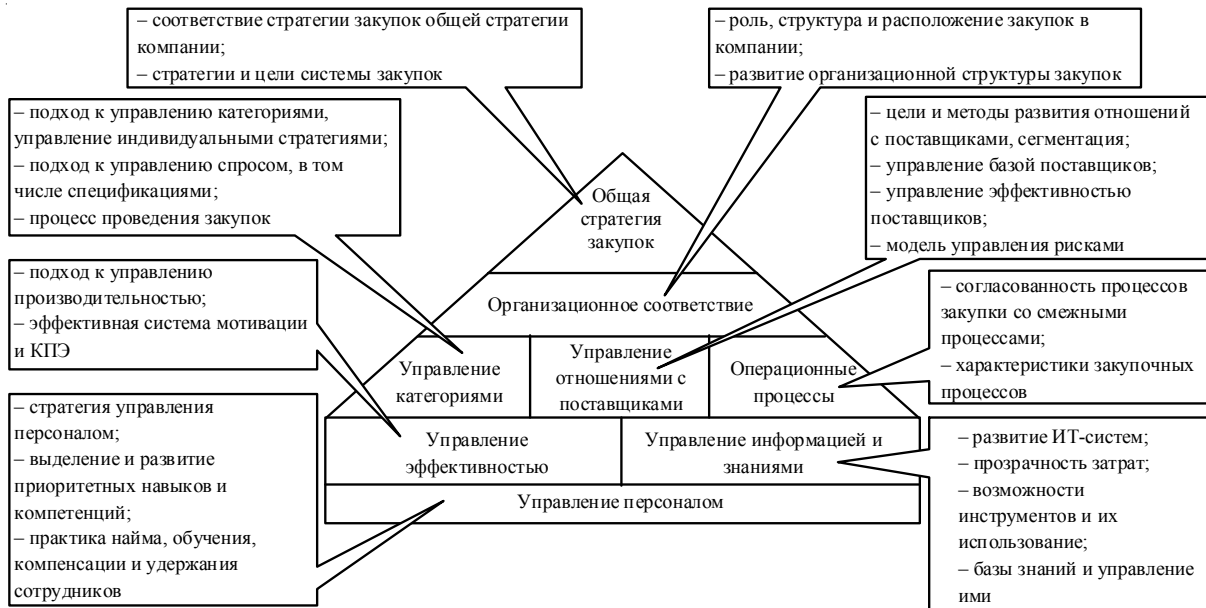 – соответствие стратегии закупок общей стратегии
компании;
– стратегии и цели системы закупок
– роль, структура и расположение закупок в
компании;
– развитие организационной структуры закупок
– подход к управлению категориями,
управление индивидуальными стратегиями;
– подход к управлению спросом, в том
числе спецификациями;
– процесс проведения закупок
– цели и методы развития отношений
с поставщиками, сегментация;
– управление базой поставщиков;
– управление эффективностью
поставщиков;
– модель управления рисками
Общая
стратегия
закупок
– подход к управлению
производительностью;
– эффективная система мотивации
и КПЭ
Организационное соответствие
– согласованность процессов
закупки со смежными
процессами;
– характеристики закупочных
процессов
Управление
категориями
Управление
отношениями с
поставщиками
Операционные
процессы
– стратегия управления
персоналом;
– выделение и развитие
приоритетных навыков и
компетенций;
– практика найма, обучения,
компенсации и удержания
сотрудников
Управление
эффективностью
Управление информацией и
знаниями
– развитие ИТ-систем;
– прозрачность затрат;
– возможности
инструментов и их
использование;
– базы знаний и управление
ими
Управление персоналом